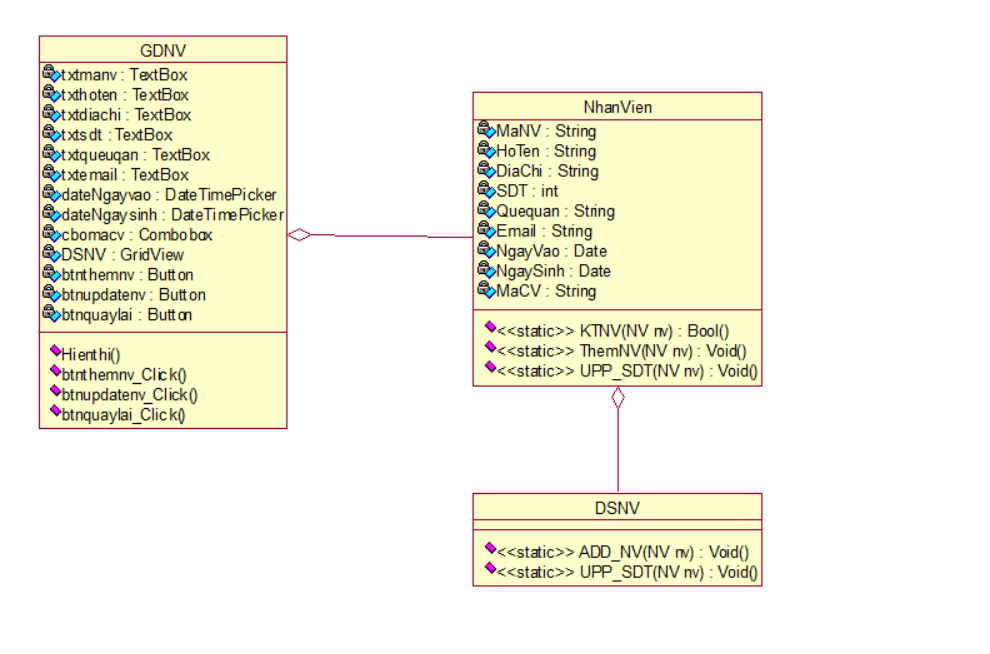 GDNV
txtmanv : TextBox
txthoten : TextBox
txtdiachi : TextBox
txtsdt : TextBox
txtqueuqan : TextBox
txtemail : TextBox
dateNgayvao : DateTimePicker
dateNgaysinh : DateTimePicker
cbomacv : Combobox
DSNV : GridView
btnthemnv : Button
btnupdatenv : Button
btnquaylai : Button
Hienthi()
btnthemnv_Click()
btnupdatenv_Click()
btnquaylai_Click()
NhanVien
MaNV : String
HoTen : String
DiaChi : String
SDT : int
Quequan : String
Email : String
NgayVao : Date
NgaySinh : Date
MaCV : String
<<static>> KTNV(NV nv) : Bool()
<<static>> ThemNV(NV nv) : Void()
<<static>> UPP_SDT(NV nv) : Void()
DSNV
<<static>> ADD_NV(NV nv) : Void()
<<static>> UPP_SDT(NV nv) : Void()